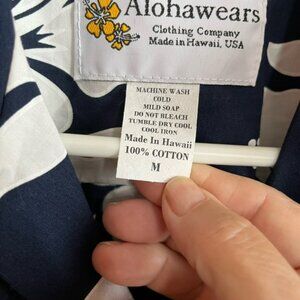 Alohawears
Clothing Company
Made in Hawaii, USA
MACHINE WASH
COLD
MILD SOAP
DO NOT BLEACH
TUMBLE DRY COOL
COOL IRON
Made In Hawaii
100% COTTON
M